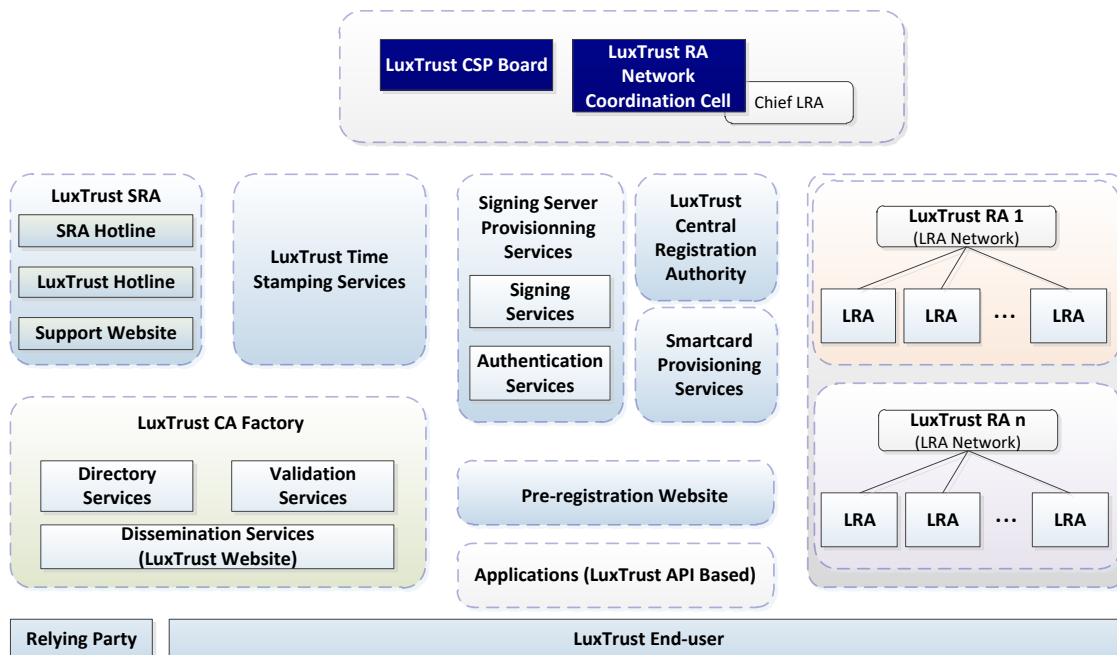 LuxTrust CSP Board
LuxTrust RA
Network
Coordination Cell
Chief LRA
LuxTrust SRA
SRA Hotline
LuxTrust Hotline
Support Website
LuxTrust Time
Stamping Services
Signing Server
Provisionning
Services
Signing
Services
Authentication
Services
LuxTrust
Central
Registration
Authority
Smartcard
Provisioning
Services
LuxTrust RA 1
(LRA Network)
LRA
LRA
...
LRA
LuxTrust RA n
(LRA Network)
LRA
LRA
...
LRA
LuxTrust CA Factory
Directory
Services
Validation
Services
Dissemination Services
(LuxTrust Website)
Pre-registration Website
Applications (LuxTrust API Based)
Relying Party
LuxTrust End-user